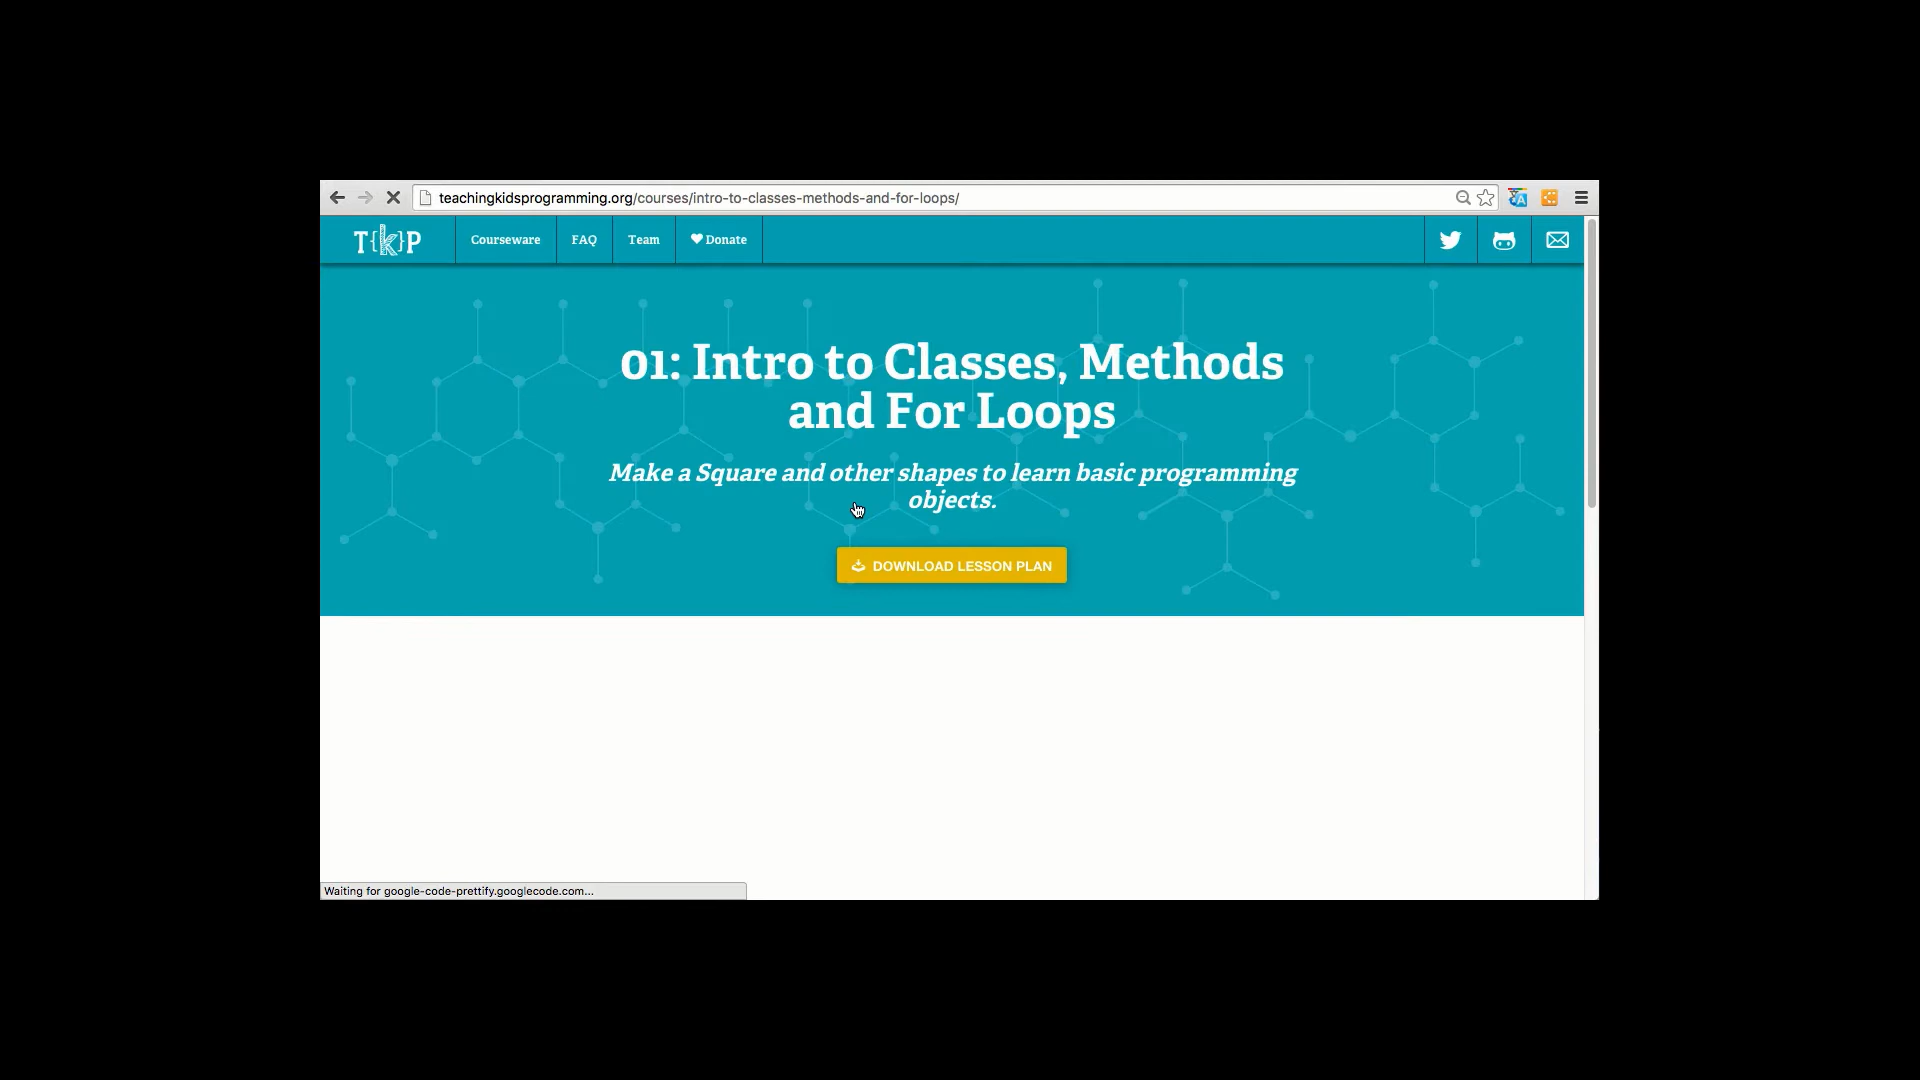 teachingkidsprogramming.org/courses/intro-to-classes-methods-and-for-loops/
T{k}P Courseware FAQ Team Donate
01: Intro to Classes, Methods
and For Loops
Make a Square and other shapes to learn basic programming
objects.
DOWNLOAD LESSON PLAN
Waiting for google-code-prettify.googlecode.com...